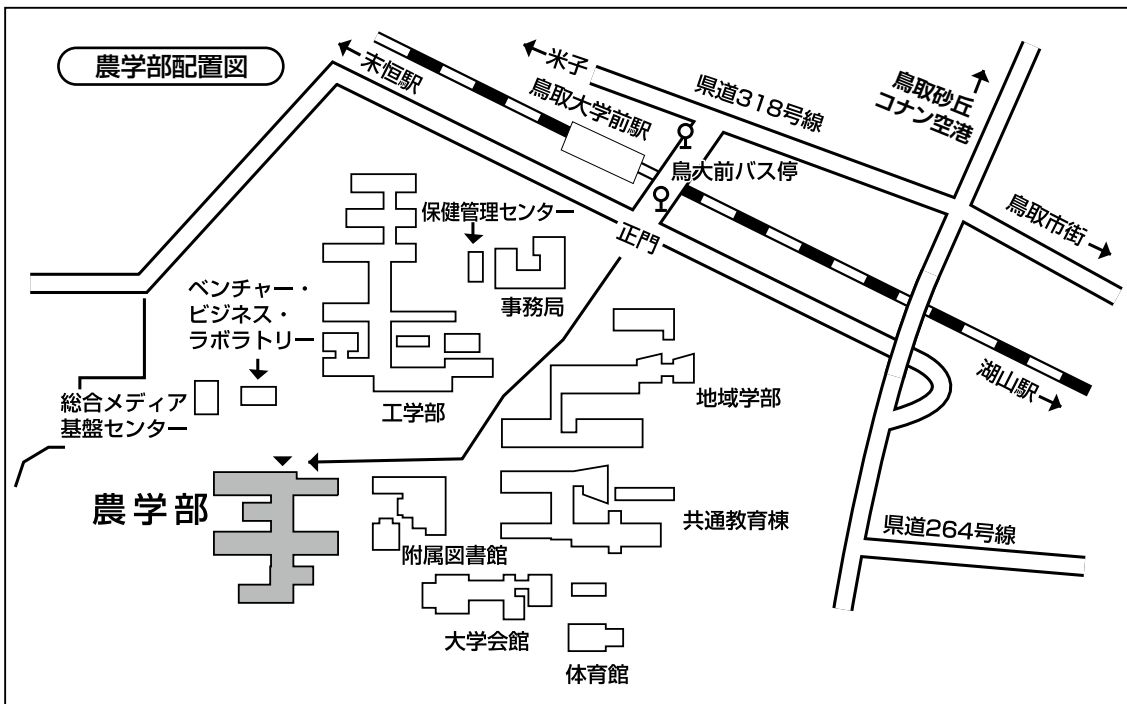 農学部配置図
末恒駅
米子
鳥取大学前駅
県道318号線
鳥取砂丘
コナン空港
鳥大前バス停
鳥取市街
保健管理センター
正門
事務局
ベンチャー・
ビジネス・
ラボラトリー
湖山駅
総合メディア
基盤センター
工学部
地域学部
農学部
共通教育棟
県道264号線
附属図書館
大学会館
体育館